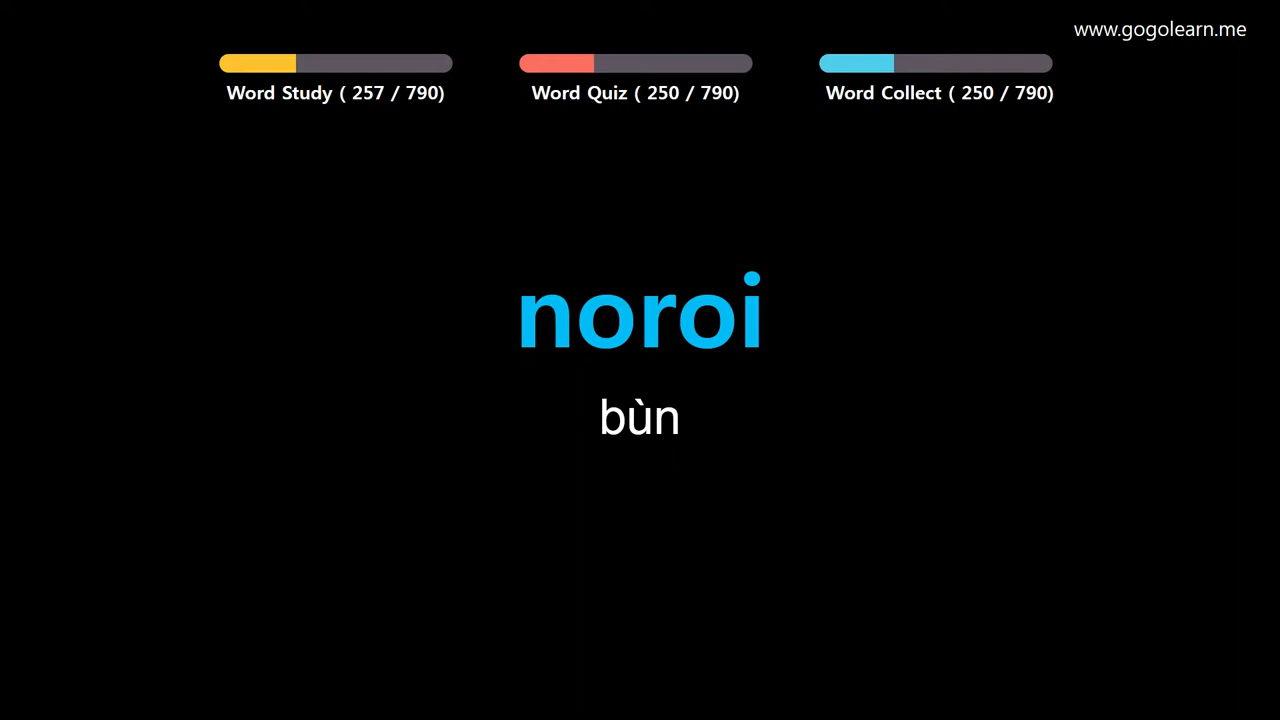 www.gogolearn.me
Word Study ( 257 / 790)
Word Quiz ( 250 / 790)
Word Collect ( 250 / 790)
noroi
bùn